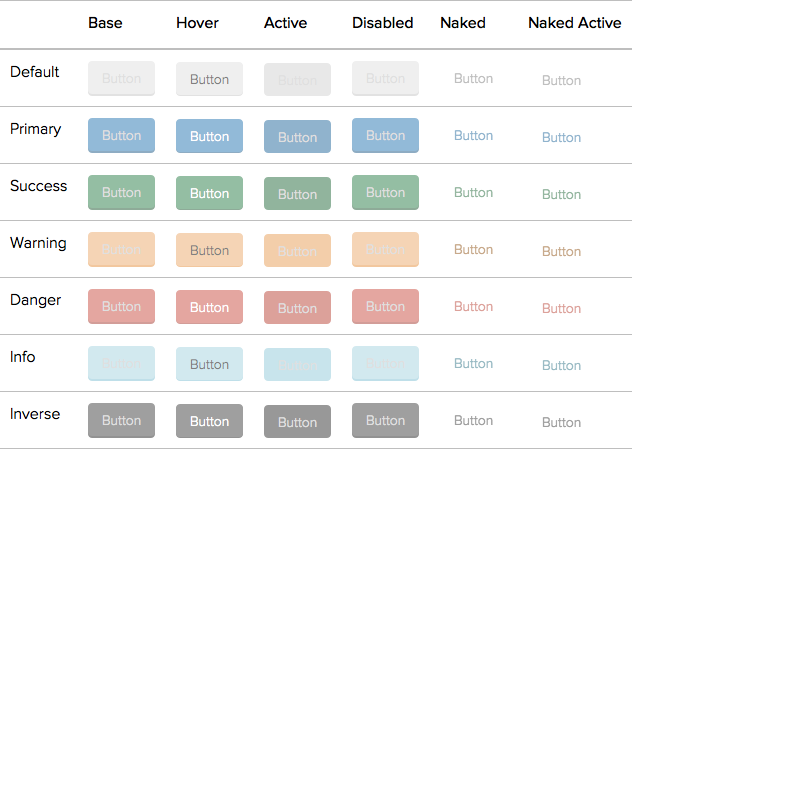 Base Hover Active Disabled Naked Naked Active
Default Button Button Button Button Button Button
Primary Button Button Button Button Button Button
Success Button Button Button Button Button Button
Warning Button Button Button Button Button Button
Danger Button Button Button Button Button Button
Info Button Button Button Button Button Button
Inverse Button Button Button Button Button Button